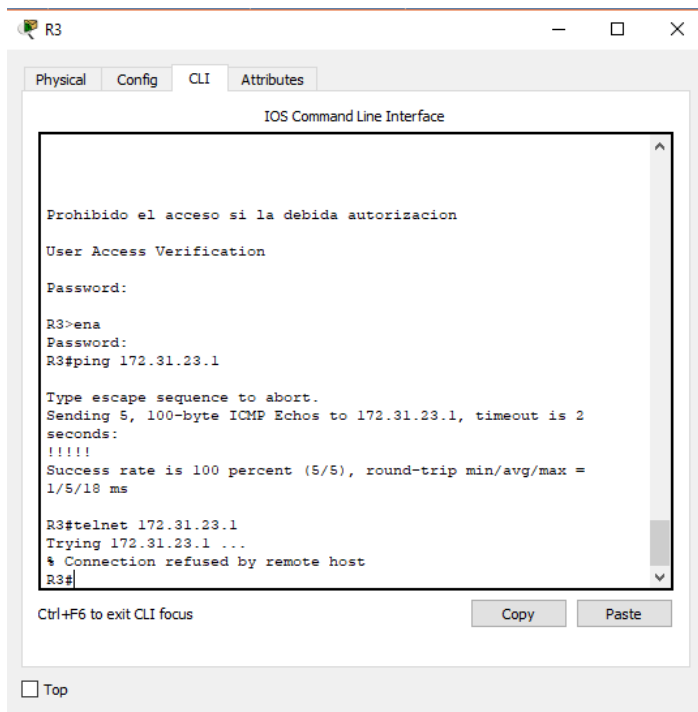 R3
Physical Config CLI Attributes
IOS Command Line Interface
Prohibido el acceso si la debida autorizacion
User Access Verification
Password:
R3>ena
Password:
R3#ping 172.31.23.1
Type escape sequence to abort.
Sending 5, 100-byte ICMP Echos to 172.31.23.1, timeout is 2
seconds:
!!!!!
Success rate is 100 percent (5/5), round-trip min/avg/max =
1/5/18 ms
R3#telnet 172.31.23.1
Trying 172.31.23.1 ...
% Connection refused by remote host
R3#
Ctrl+F6 to exit CLI focus
Copy Paste
Top